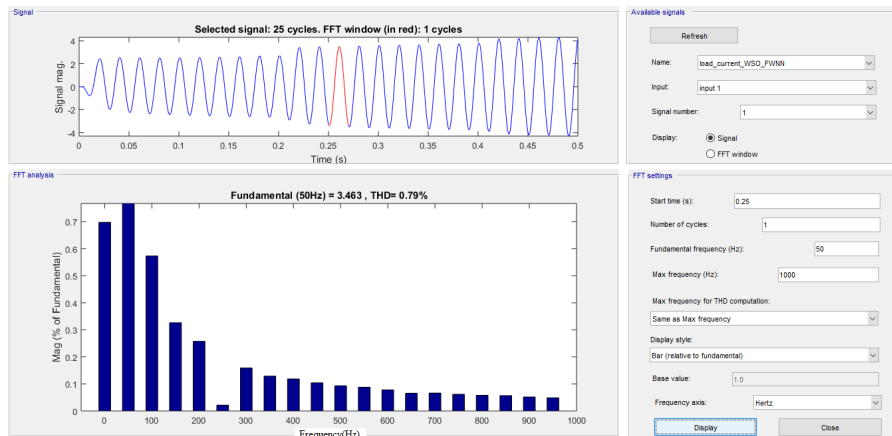 Signal
Selected signal: 25 cycles. FFT window (in red): 1 cycles
Signal mag.
4
2
0
-2
-4
0 0.05 0.1 0.15 0.2 0.25 0.3 0.35 0.4 0.45 0.5
Time (s)
Available signals
Refresh
Name: load_current_WSO_FWNN
Input: input 1
Signal number: 1
Display: Signal
FFT window
FFT analysis
Fundamental (50Hz) = 3.463 , THD= 0.79%
Mag (% of Fundamental)
0.7
0.6
0.5
0.4
0.3
0.2
0.1
0
0 100 200 300 400 500 600 700 800 900 1000
Frequency(Hz)
FFT settings
Start time (s): 0.25
Number of cycles: 1
Fundamental frequency (Hz): 50
Max frequency (Hz): 1000
Max frequency for THD computation:
Same as Max frequency
Display style:
Bar (relative to fundamental)
Base value: 1.0
Frequency axis: Hertz
Display Close